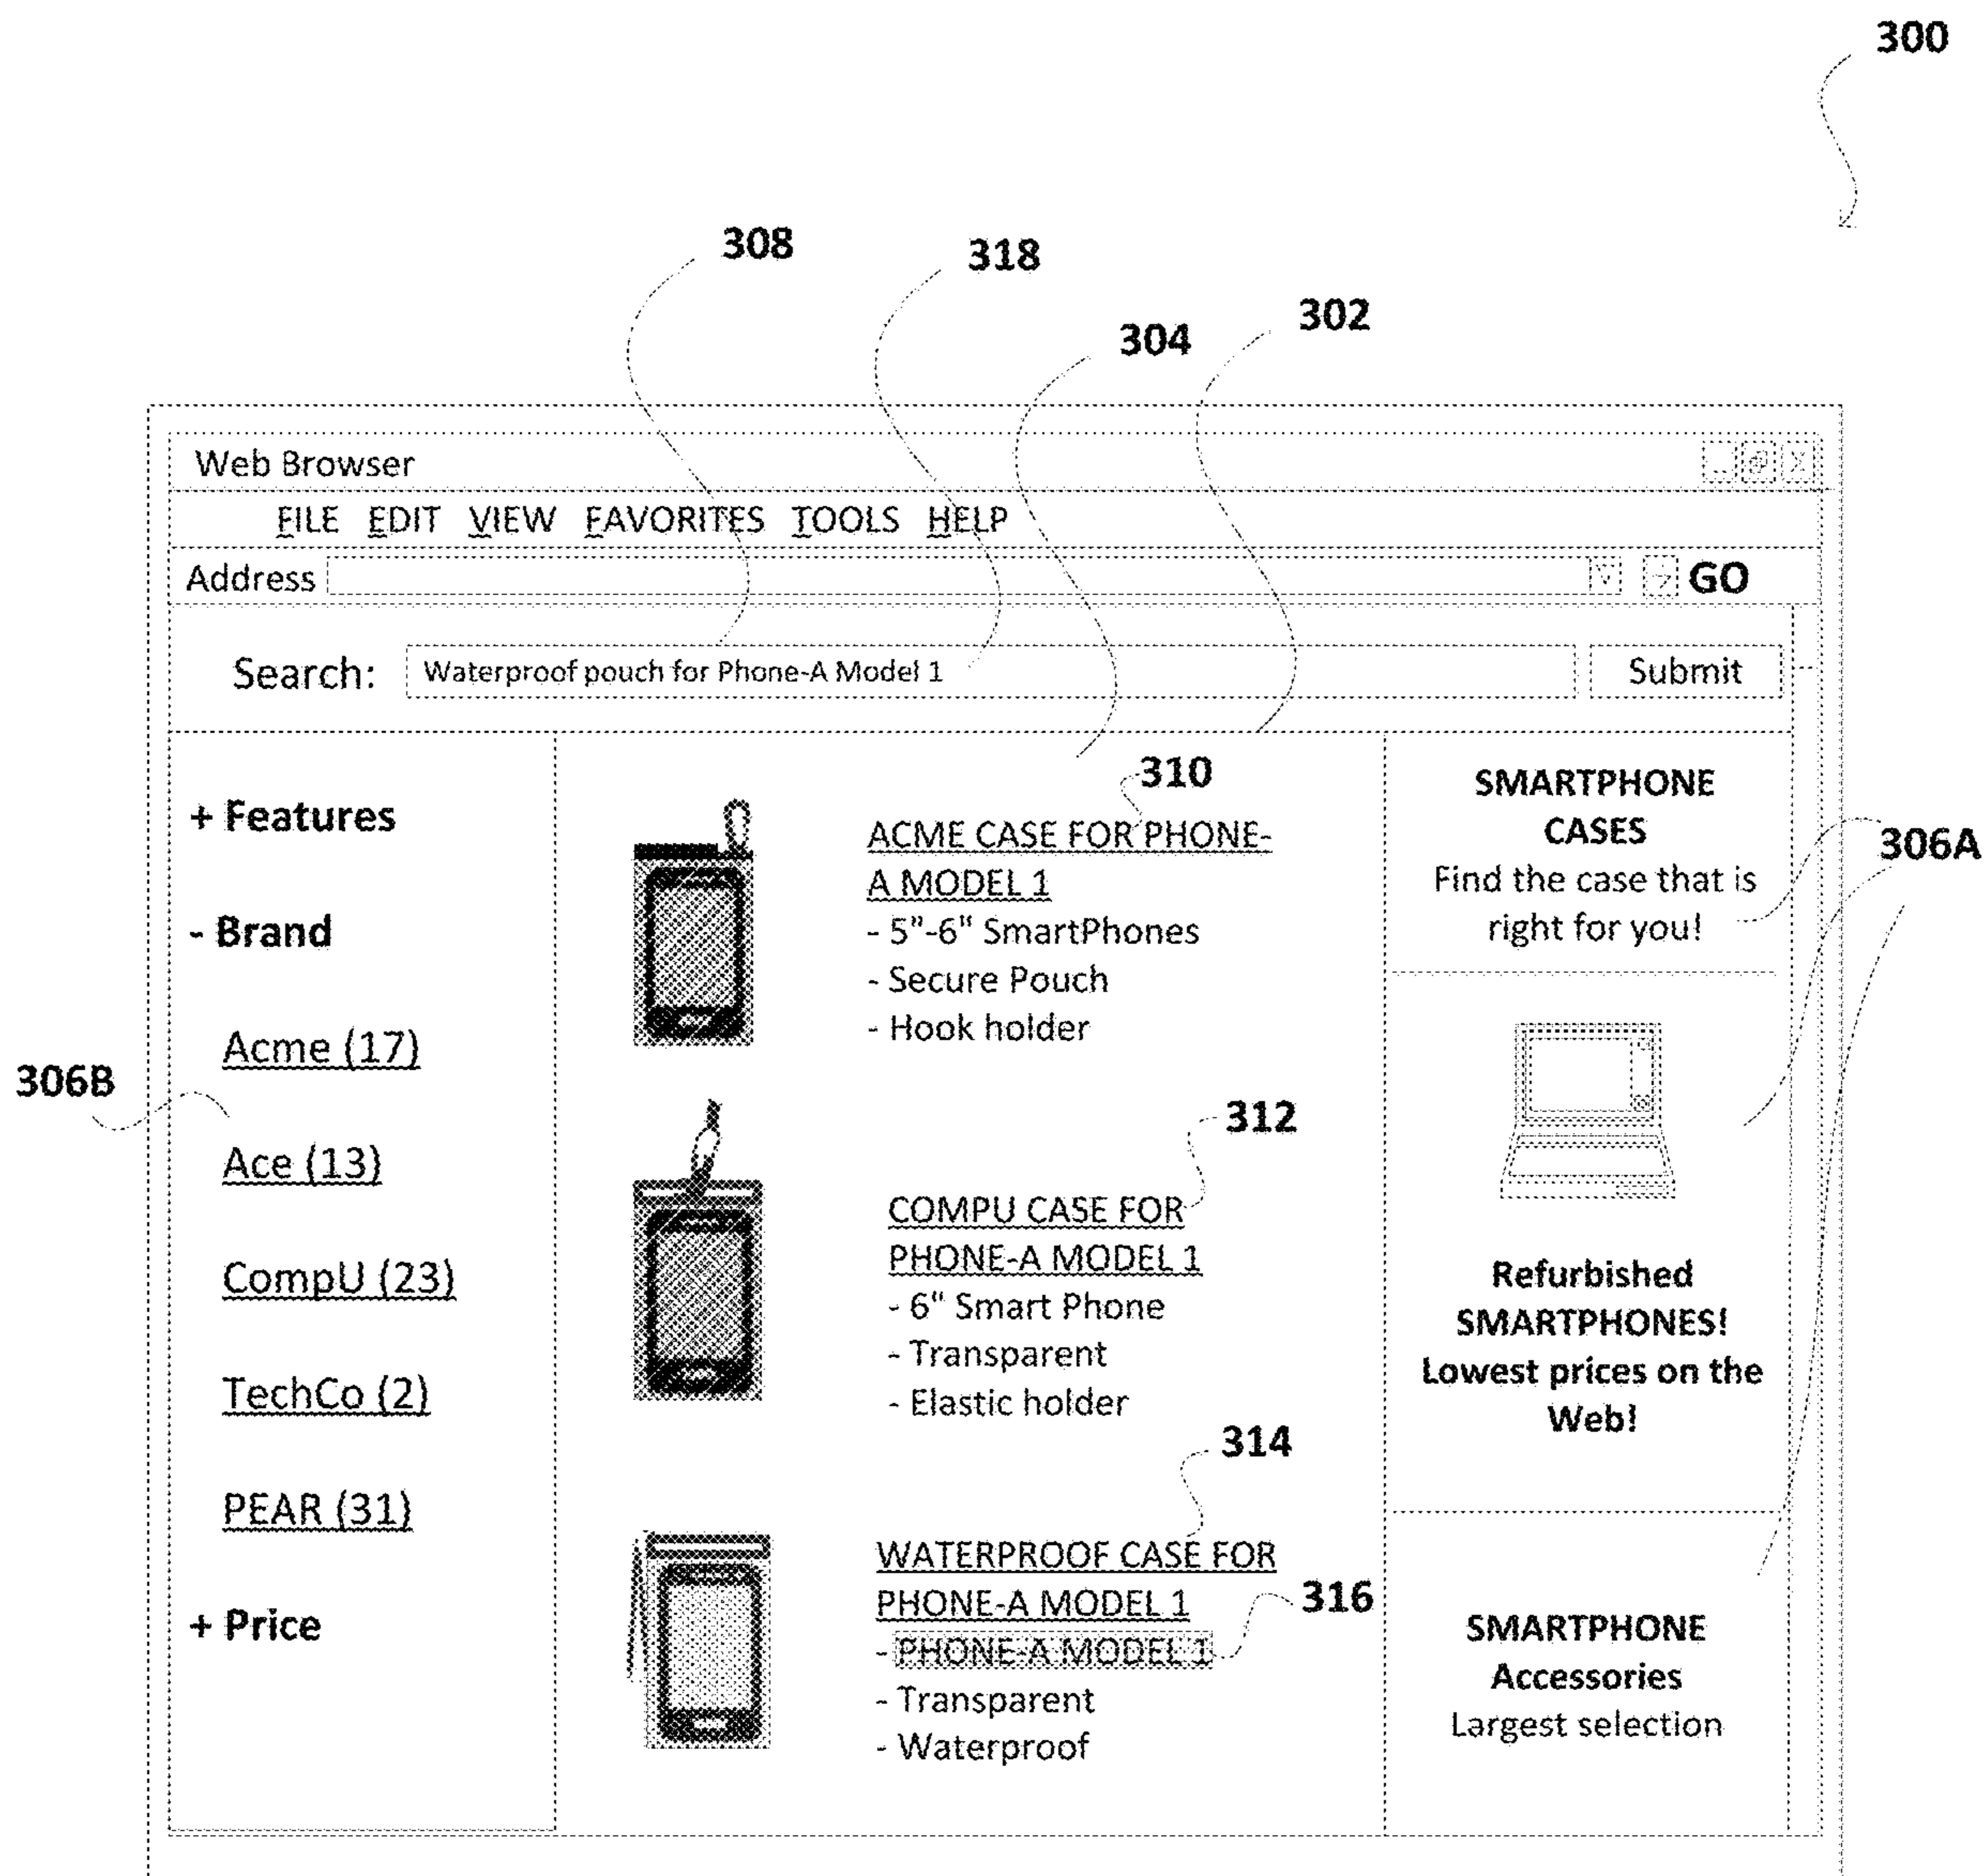 300
308
318
304
302
Web Browser
_ X
FILE EDIT VIEW FAVORITES TOOLS HELP
Address GO
Search: Waterproof pouch for Phone-A Model 1 Submit
+ Features
- Brand
Acme (17)
306B
Ace (13)
CompU (23)
TechCo (2)
PEAR (31)
+ Price
310
ACME CASE FOR PHONE-
A MODEL 1
- 5"-6" SmartPhones
- Secure Pouch
- Hook holder
312
COMPU CASE FOR
PHONE-A MODEL 1
- 6" Smart Phone
- Transparent
- Elastic holder
314
WATERPROOF CASE FOR
PHONE-A MODEL 1
316
- PHONE-A MODEL 1
- Transparent
- Waterproof
SMARTPHONE
CASES
306A
Find the case that is
right for you!
Refurbished
SMARTPHONES!
Lowest prices on the
Web!
SMARTPHONE
Accessories
Largest selection